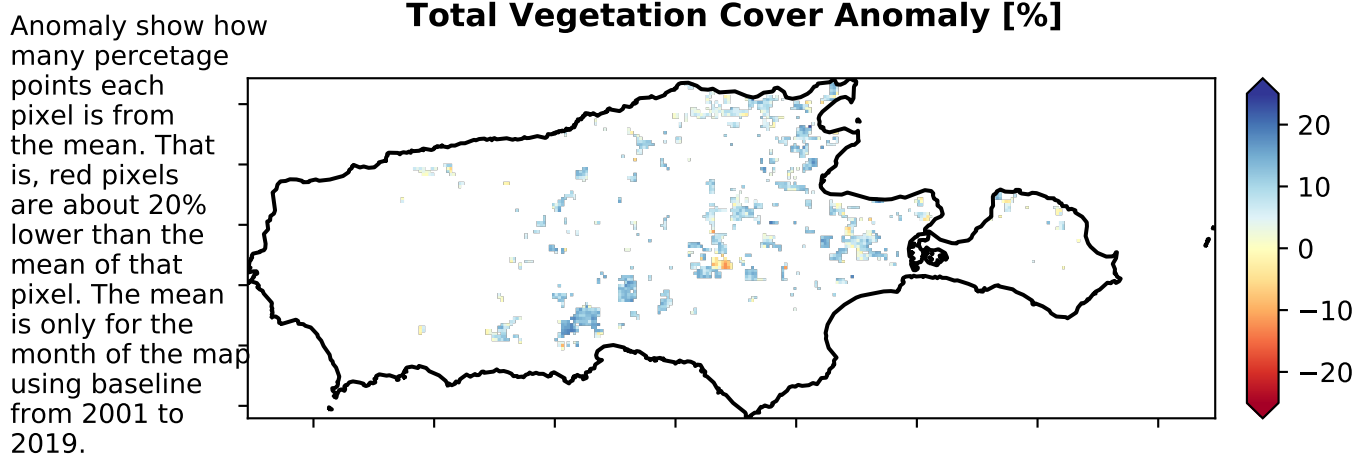 Total Vegetation Cover Anomaly [%]
Anomaly show how
many percetage
points each
pixel is from
the mean. That
is, red pixels
are about 20%
lower than the
mean of that
pixel. The mean
is only for the
month of the map
using baseline
from 2001 to
2019.
20
10
0
−10
−20